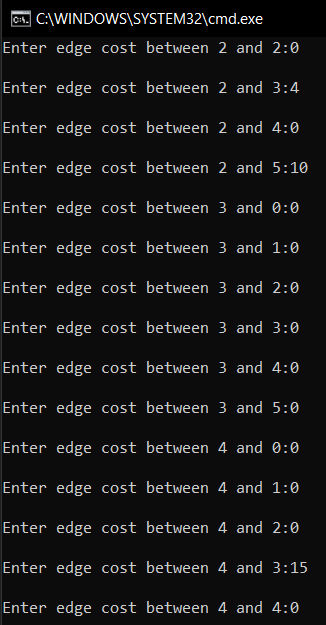 C:\WINDOWS\SYSTEM32\cmd.exe
Enter edge cost between 2 and 2:0
Enter edge cost between 2 and 3:4
Enter edge cost between 2 and 4:0
Enter edge cost between 2 and 5:10
Enter edge cost between 3 and 0:0
Enter edge cost between 3 and 1:0
Enter edge cost between 3 and 2:0
Enter edge cost between 3 and 3:0
Enter edge cost between 3 and 4:0
Enter edge cost between 3 and 5:0
Enter edge cost between 4 and 0:0
Enter edge cost between 4 and 1:0
Enter edge cost between 4 and 2:0
Enter edge cost between 4 and 3:15
Enter edge cost between 4 and 4:0